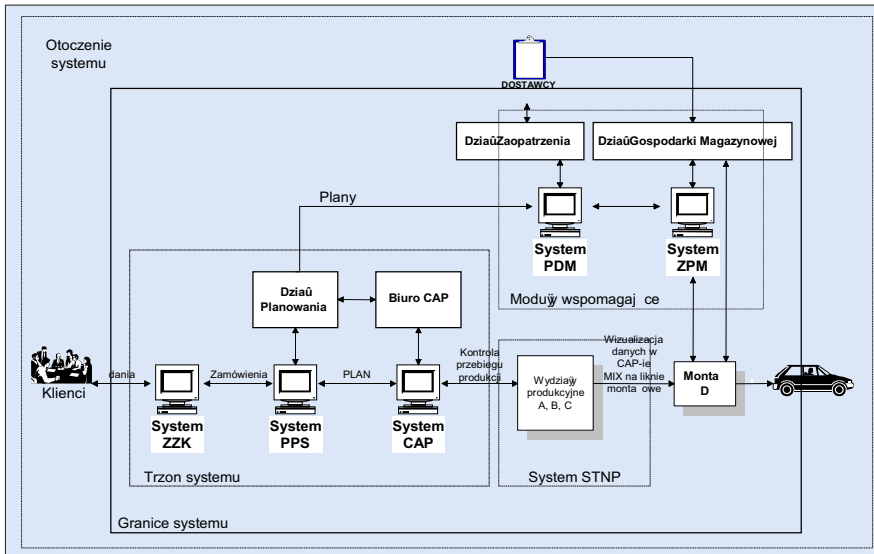 Otoczenie
systemu
DOSTAWCY
DziaûZaopatrzenia
DziaûGospodarki Magazynowej
Plany
System
PDM
System
ZPM
Moduÿy wspomagaj ce
Dziaû
Planowania
Biuro CAP
Klienci
dania
Zamówienia
PLAN
Kontrola
przebiegu
produkcji
Wydziaÿy
produkcyjne
A, B, C
Wizualizacja
danych w
CAP-ie
MIX na liknie
monta owe
Monta
D
System
ZZK
System
PPS
System
CAP
Trzon systemu
System STNP
Granice systemu